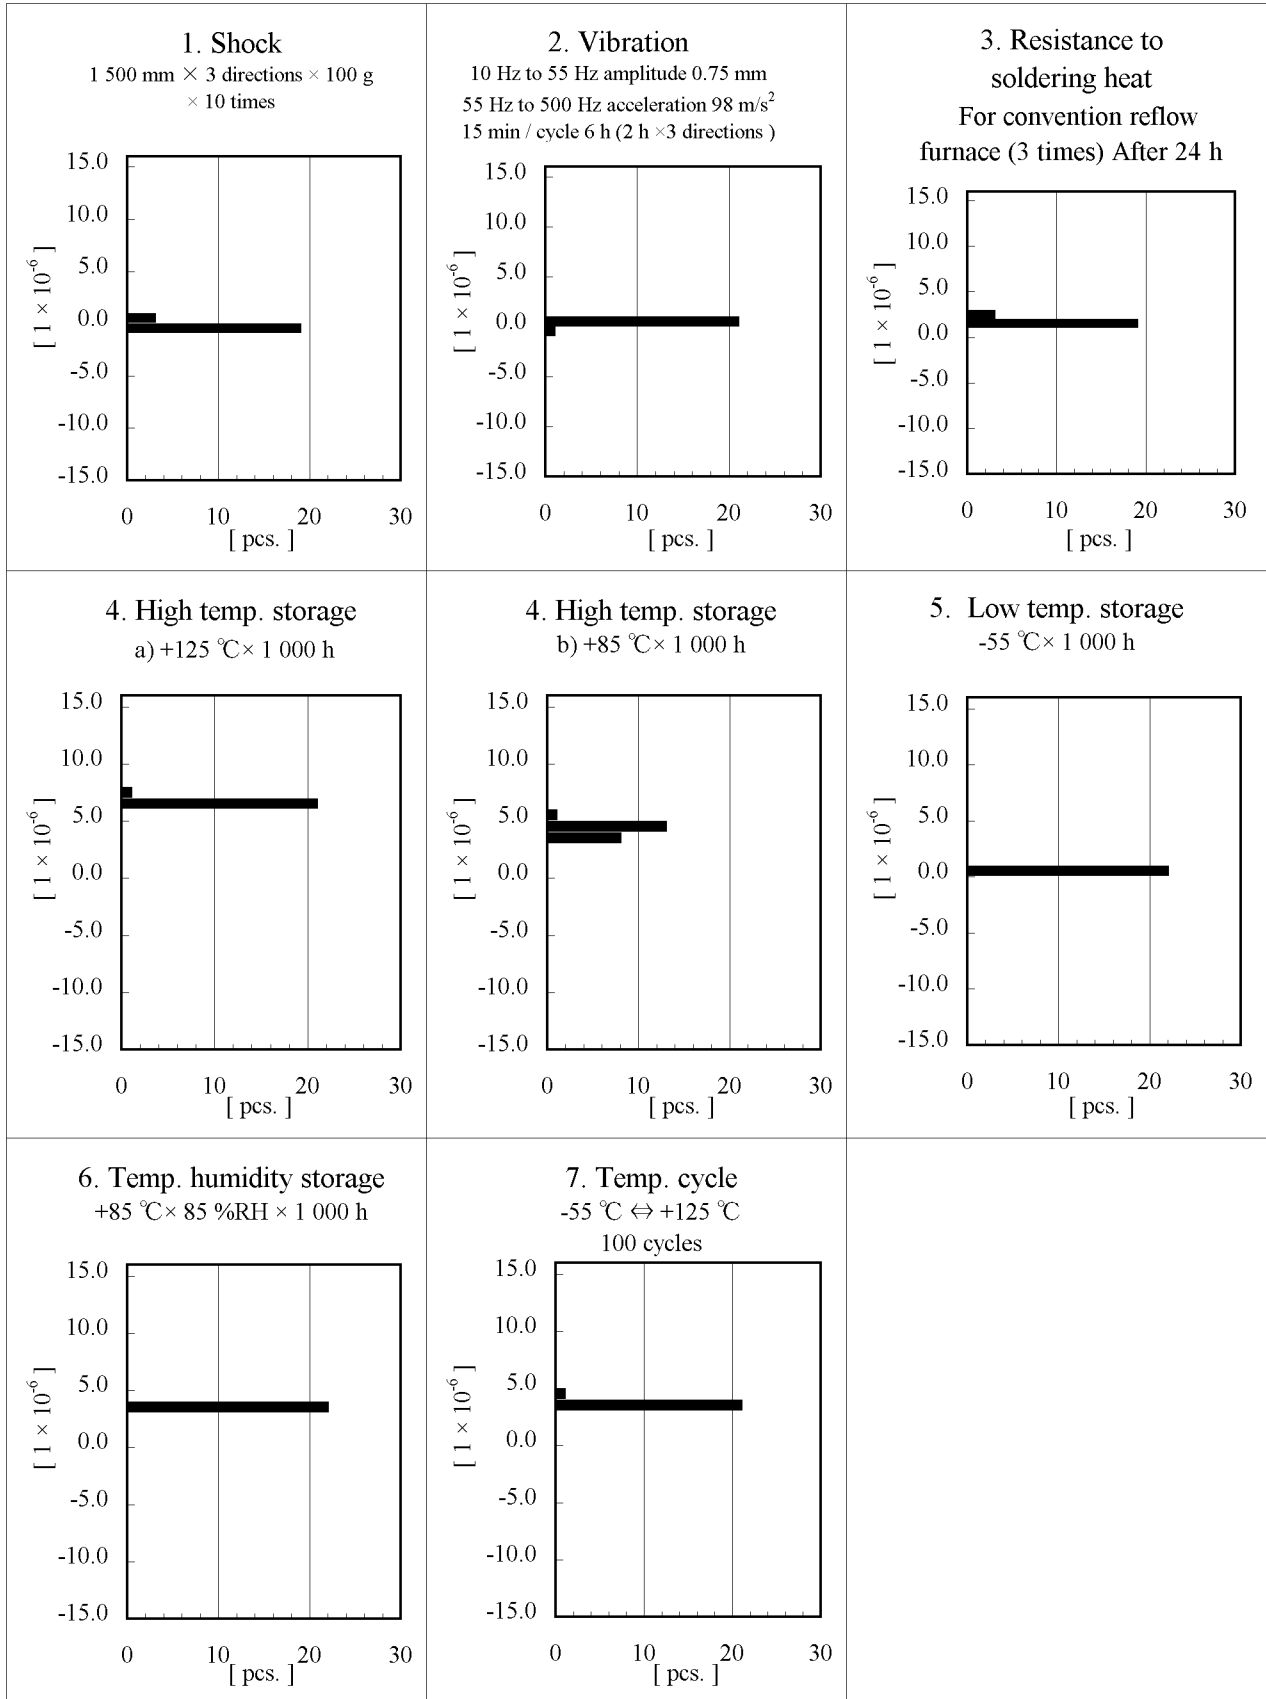 1. Shock
1 500 mm × 3 directions × 100 g
× 10 times
15.0
10.0
5.0
0.0
-5.0
-10.0
-15.0
[ 1 × 10⁻⁶ ]
0 10 20 30
[ pcs. ]
2. Vibration
10 Hz to 55 Hz amplitude 0.75 mm
55 Hz to 500 Hz acceleration 98 m/s²
15 min / cycle 6 h (2 h ×3 directions )
15.0
10.0
5.0
0.0
-5.0
-10.0
-15.0
[ 1 × 10⁻⁶ ]
0 10 20 30
[ pcs. ]
3. Resistance to
soldering heat
For convention reflow
furnace (3 times) After 24 h
15.0
10.0
5.0
0.0
-5.0
-10.0
-15.0
[ 1 × 10⁻⁶ ]
0 10 20 30
[ pcs. ]
4. High temp. storage
a) +125 ℃× 1 000 h
15.0
10.0
5.0
0.0
-5.0
-10.0
-15.0
[ 1 × 10⁻⁶ ]
0 10 20 30
[ pcs. ]
4. High temp. storage
b) +85 ℃× 1 000 h
15.0
10.0
5.0
0.0
-5.0
-10.0
-15.0
[ 1 × 10⁻⁶ ]
0 10 20 30
[ pcs. ]
5. Low temp. storage
-55 ℃× 1 000 h
15.0
10.0
5.0
0.0
-5.0
-10.0
-15.0
[ 1 × 10⁻⁶ ]
0 10 20 30
[ pcs. ]
6. Temp. humidity storage
+85 ℃× 85 %RH × 1 000 h
15.0
10.0
5.0
0.0
-5.0
-10.0
-15.0
[ 1 × 10⁻⁶ ]
0 10 20 30
[ pcs. ]
7. Temp. cycle
-55 ℃ ⇔ +125 ℃
100 cycles
15.0
10.0
5.0
0.0
-5.0
-10.0
-15.0
[ 1 × 10⁻⁶ ]
0 10 20 30
[ pcs. ]